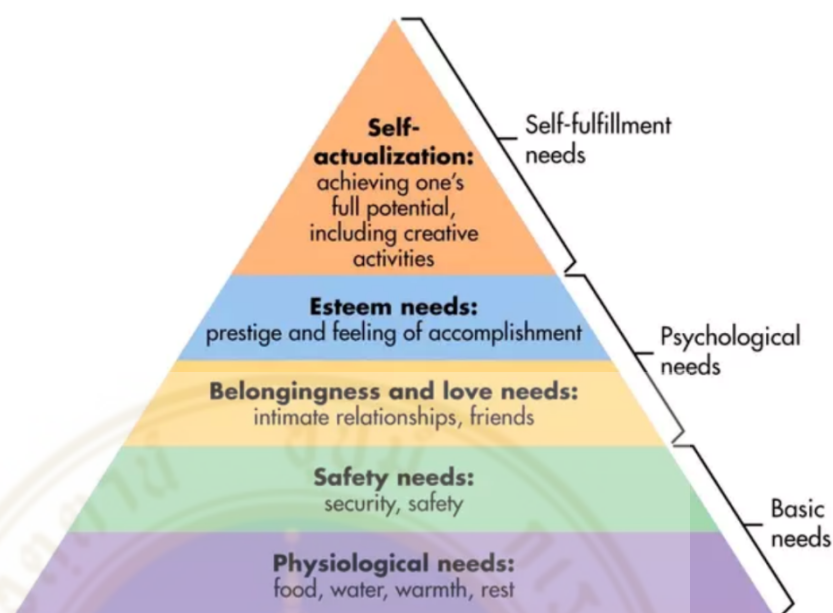 Self-
actualization:
achieving one's
full potential,
including creative
activities
Self-fulfillment
needs
Esteem needs:
prestige and feeling of accomplishment
Psychological
needs
Belongingness and love needs:
intimate relationships, friends
Safety needs:
security, safety
Basic
needs
Physiological needs:
food, water, warmth, rest